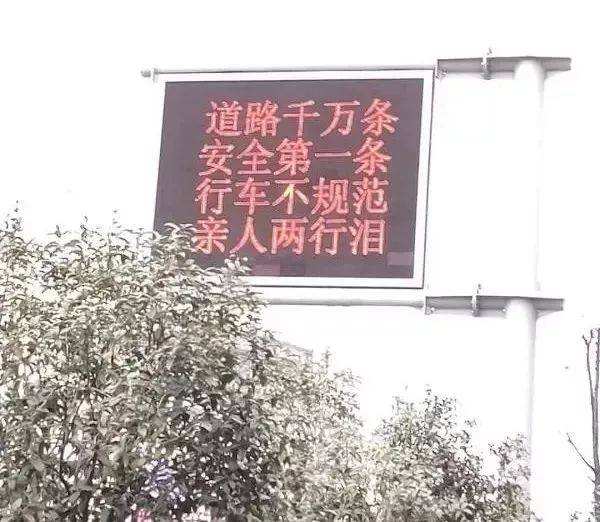 道路千万条
安全第一条
行车不规范
亲人两行泪